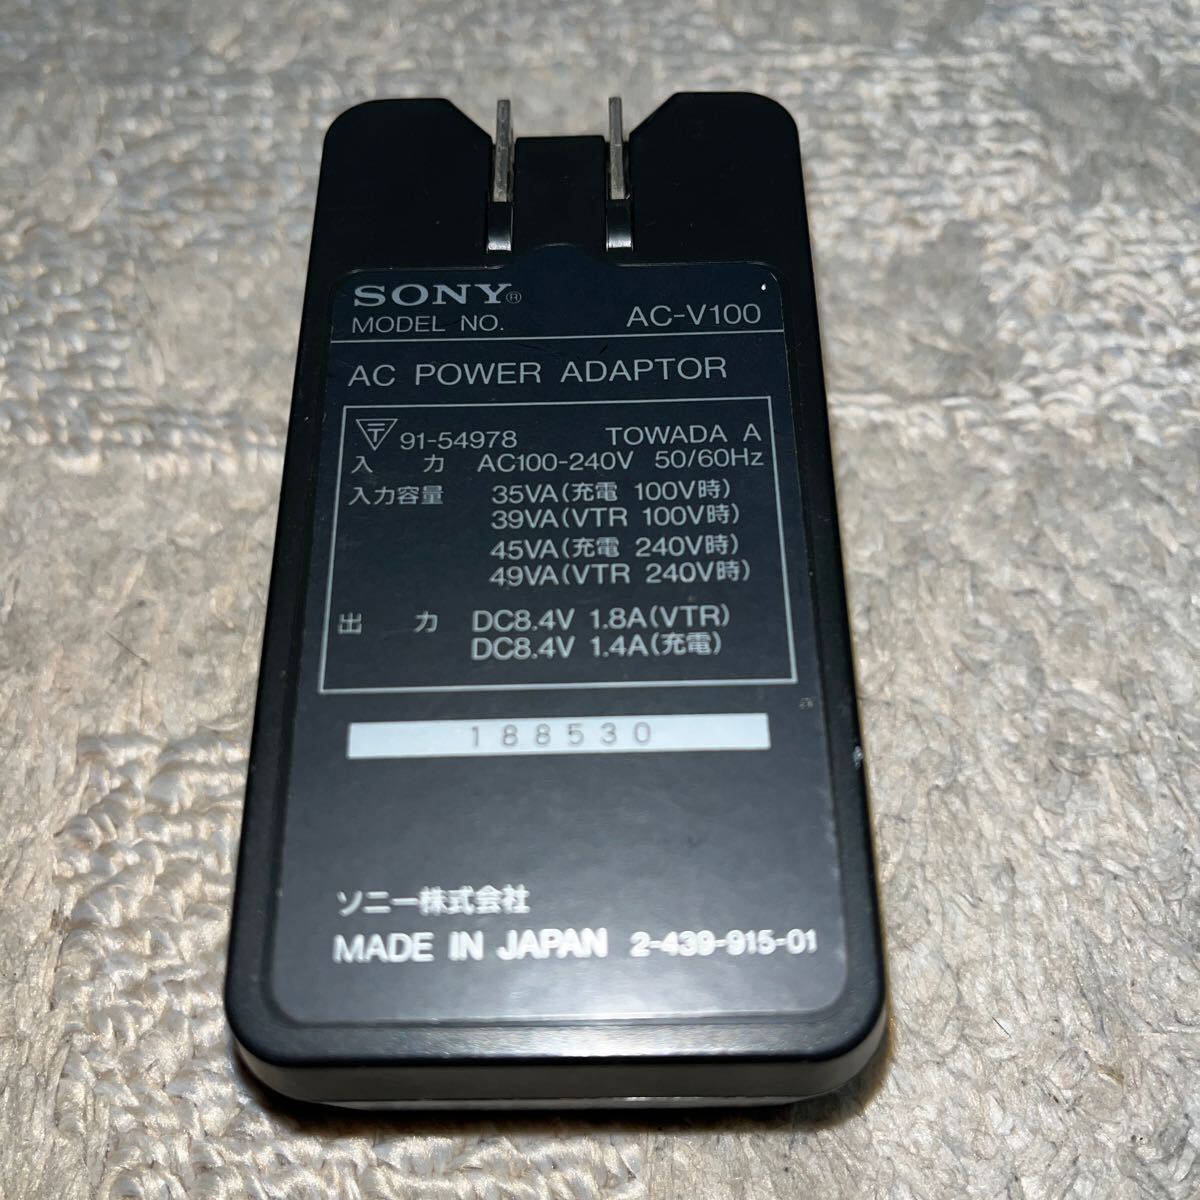 SONY®
MODEL NO. AC-V100
AC POWER ADAPTOR
〒 91-54978 TOWADA A
入 力 AC100-240V 50/60Hz
入力容量 35VA(充電 100V時)
39VA(VTR 100V時)
45VA(充電 240V時)
49VA(VTR 240V時)
出 力 DC8.4V 1.8A(VTR)
DC8.4V 1.4A(充電)
188530
ソニー株式会社
MADE IN JAPAN 2-439-915-01